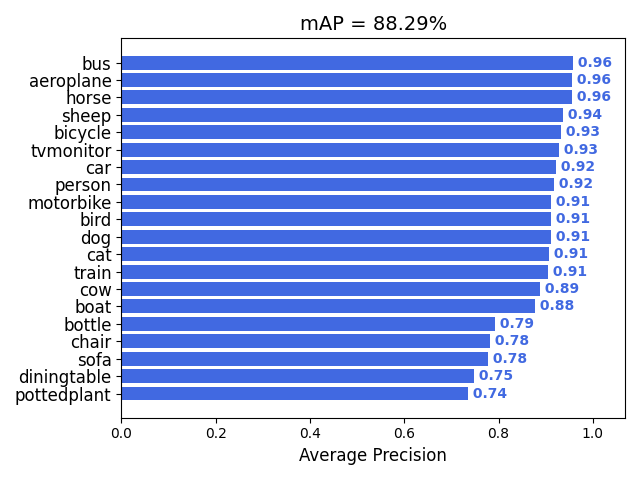 mAP = 88.29%
bus 0.96
aeroplane 0.96
horse 0.96
sheep 0.94
bicycle 0.93
tvmonitor 0.93
car 0.92
person 0.92
motorbike 0.91
bird 0.91
dog 0.91
cat 0.91
train 0.91
cow 0.89
boat 0.88
bottle 0.79
chair 0.78
sofa 0.78
diningtable 0.75
pottedplant 0.74
0.0 0.2 0.4 0.6 0.8 1.0
Average Precision